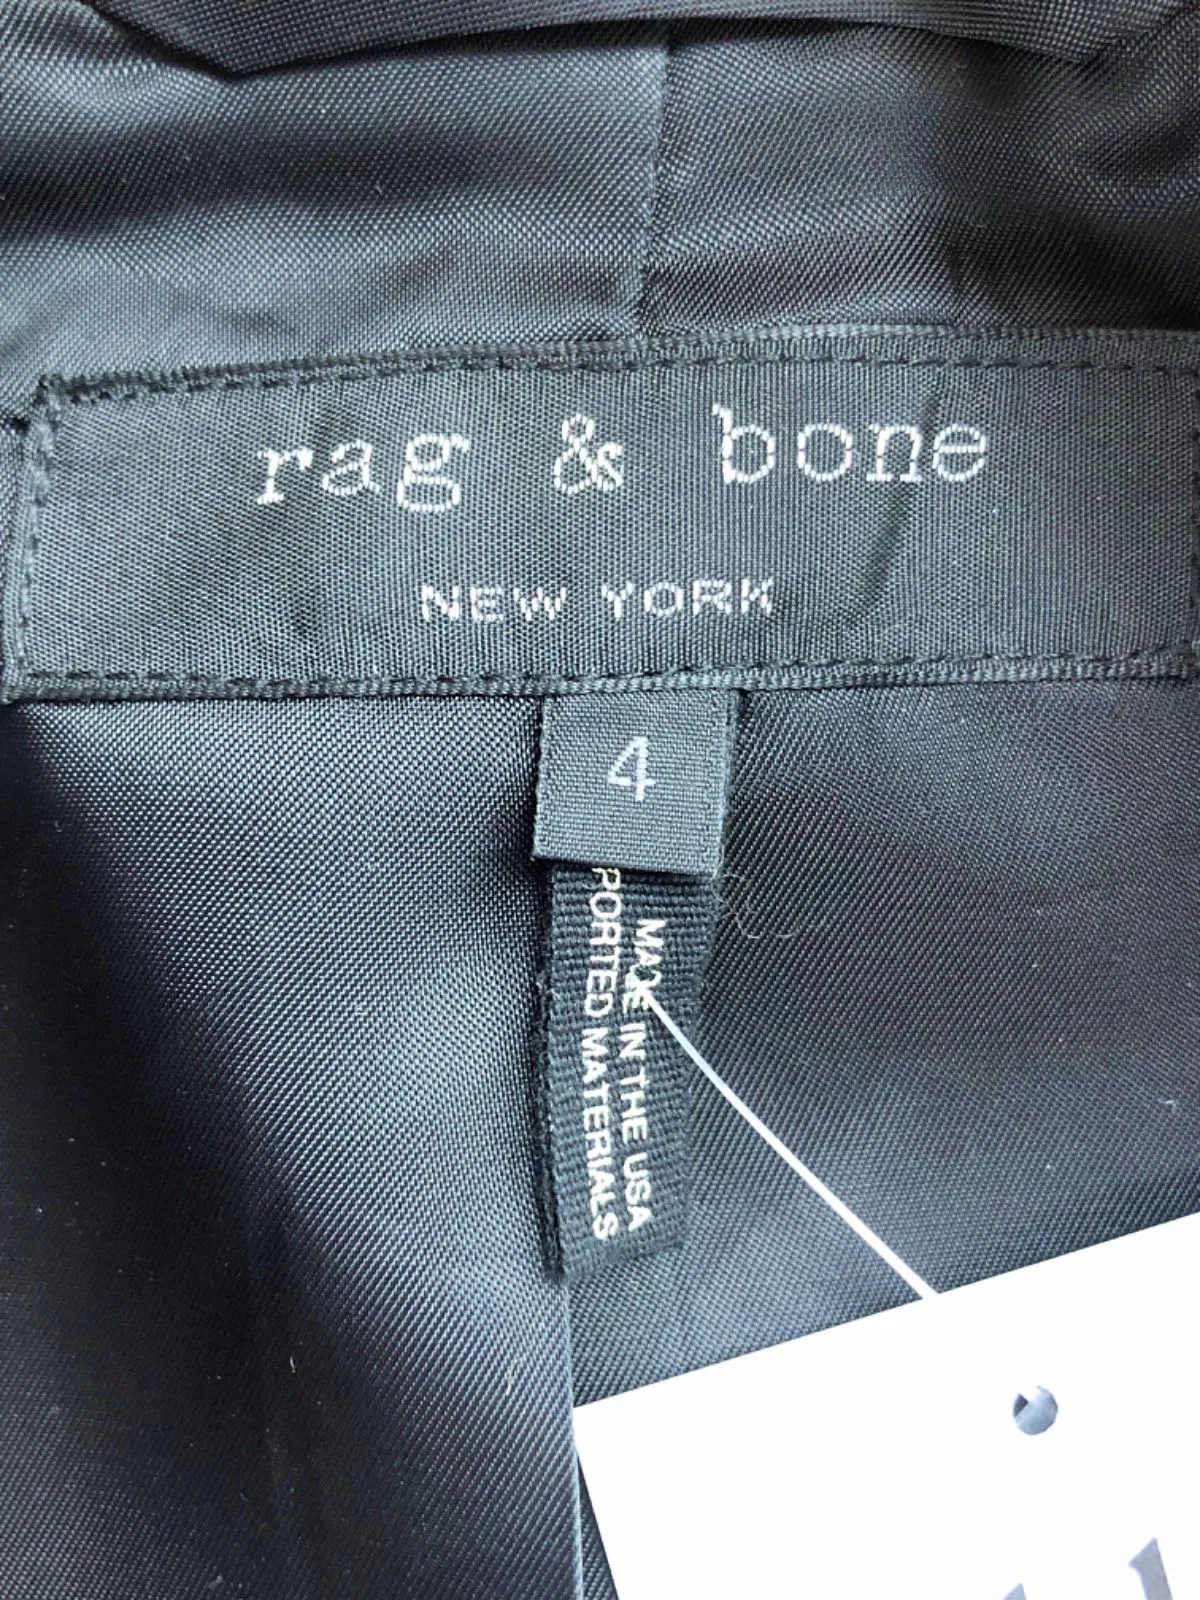 rag & bone
NEW YORK
4
MADE IN THE USA
PORTED MATERIALS